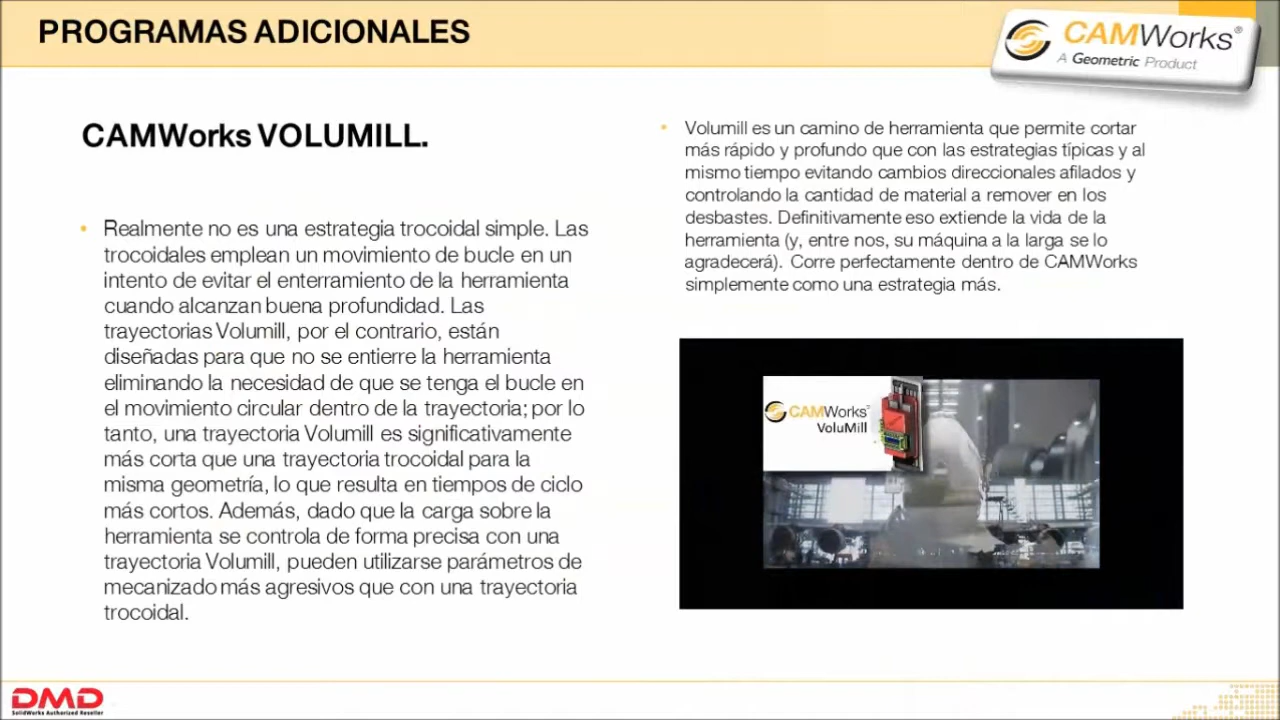 PROGRAMAS ADICIONALES
CAMWorks®
A Geometric Product
CAMWorks VOLUMILL.
• Realmente no es una estrategia trocoidal simple. Las
trocoidales emplean un movimiento de bucle en un
intento de evitar el enterramiento de la herramienta
cuando alcanzan buena profundidad. Las
trayectorias Volumill, por el contrario, están
diseñadas para que no se entierre la herramienta
eliminando la necesidad de que se tenga el bucle en
el movimiento circular dentro de la trayectoria; por lo
tanto, una trayectoria Volumill es significativamente
más corta que una trayectoria trocoidal para la
misma geometría, lo que resulta en tiempos de ciclo
más cortos. Además, dado que la carga sobre la
herramienta se controla de forma precisa con una
trayectoria Volumill, pueden utilizarse parámetros de
mecanizado más agresivos que con una trayectoria
trocoidal.
• Volumill es un camino de herramienta que permite cortar
más rápido y profundo que con las estrategias típicas y al
mismo tiempo evitando cambios direccionales afilados y
controlando la cantidad de material a remover en los
desbastes. Definitivamente eso extiende la vida de la
herramienta (y, entre nos, su máquina a la larga se lo
agradecerá). Corre perfectamente dentro de CAMWorks
simplemente como una estrategia más.
CAMWorks®
VoluMill
DMD
SolidWorks Authorized Reseller